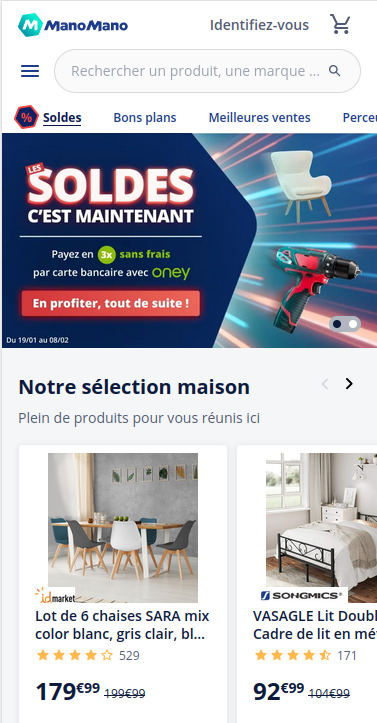 ManoMano
Identifiez-vous
Rechercher un produit, une marque ...
% Soldes Bons plans Meilleures ventes Perceu
LES
SOLDES
C'EST MAINTENANT
Payez en 3x sans frais
par carte bancaire avec oney
En profiter, tout de suite !
Du 19/01 au 08/02
Notre sélection maison
Plein de produits pour vous réunis ici
idmarket
SONGMICS®
Lot de 6 chaises SARA mix
color blanc, gris clair, bl...
529
179€99 199€99
VASAGLE Lit Doubl
Cadre de lit en mé
171
92€99 104€99